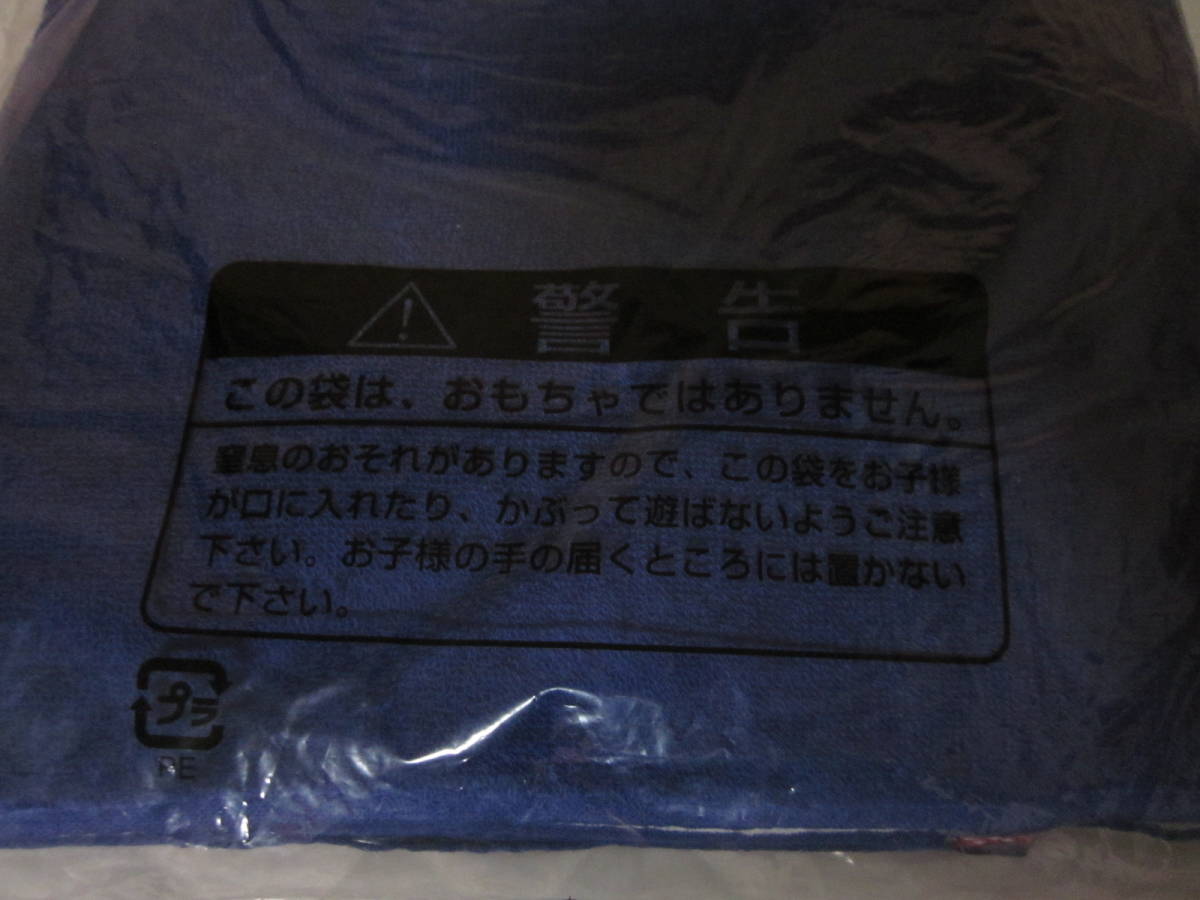 警告
この袋は、おもちゃではありません。
窒息のおそれがありますので、この袋をお子様
が口に入れたり、かぶって遊ばないようご注意
下さい。お子様の手の届くところには置かない
で下さい。
プラ
PE